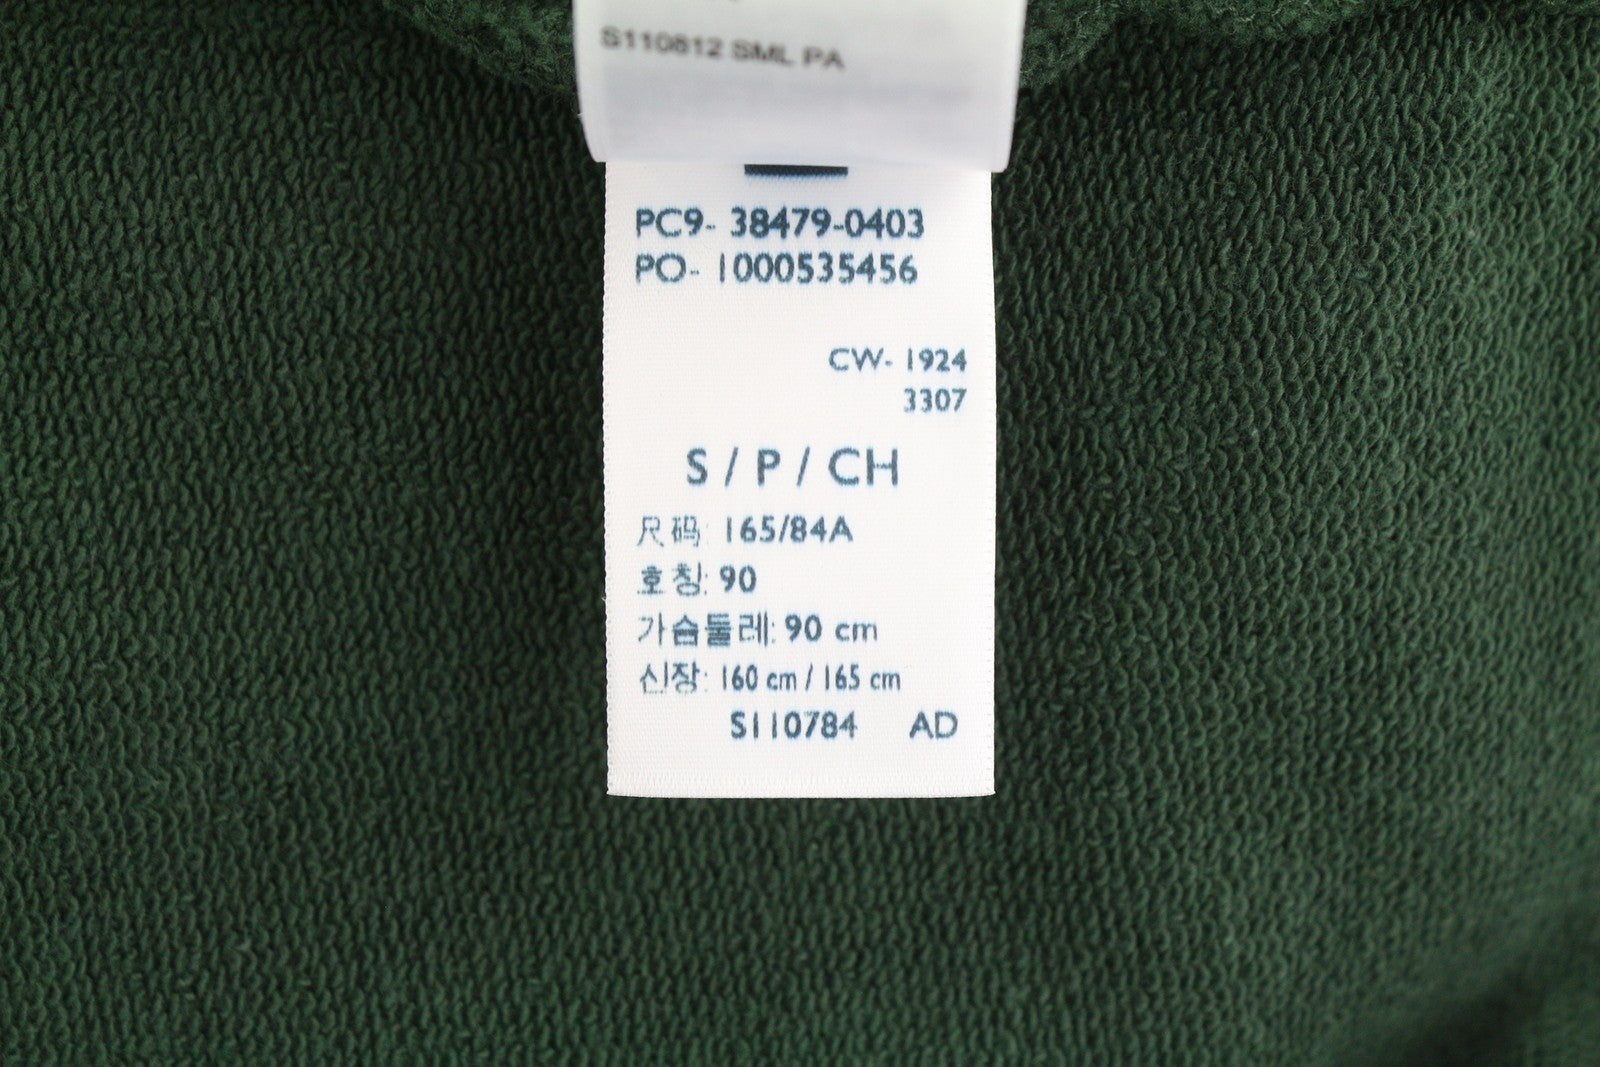 S110812 SML PA
PC9- 38479-0403
PO- 1000535456
CW- 1924
3307
S / P / CH
尺码: 165/84A
호칭: 90
가슴둘레: 90 cm
신장: 160 cm / 165 cm
S110784 AD